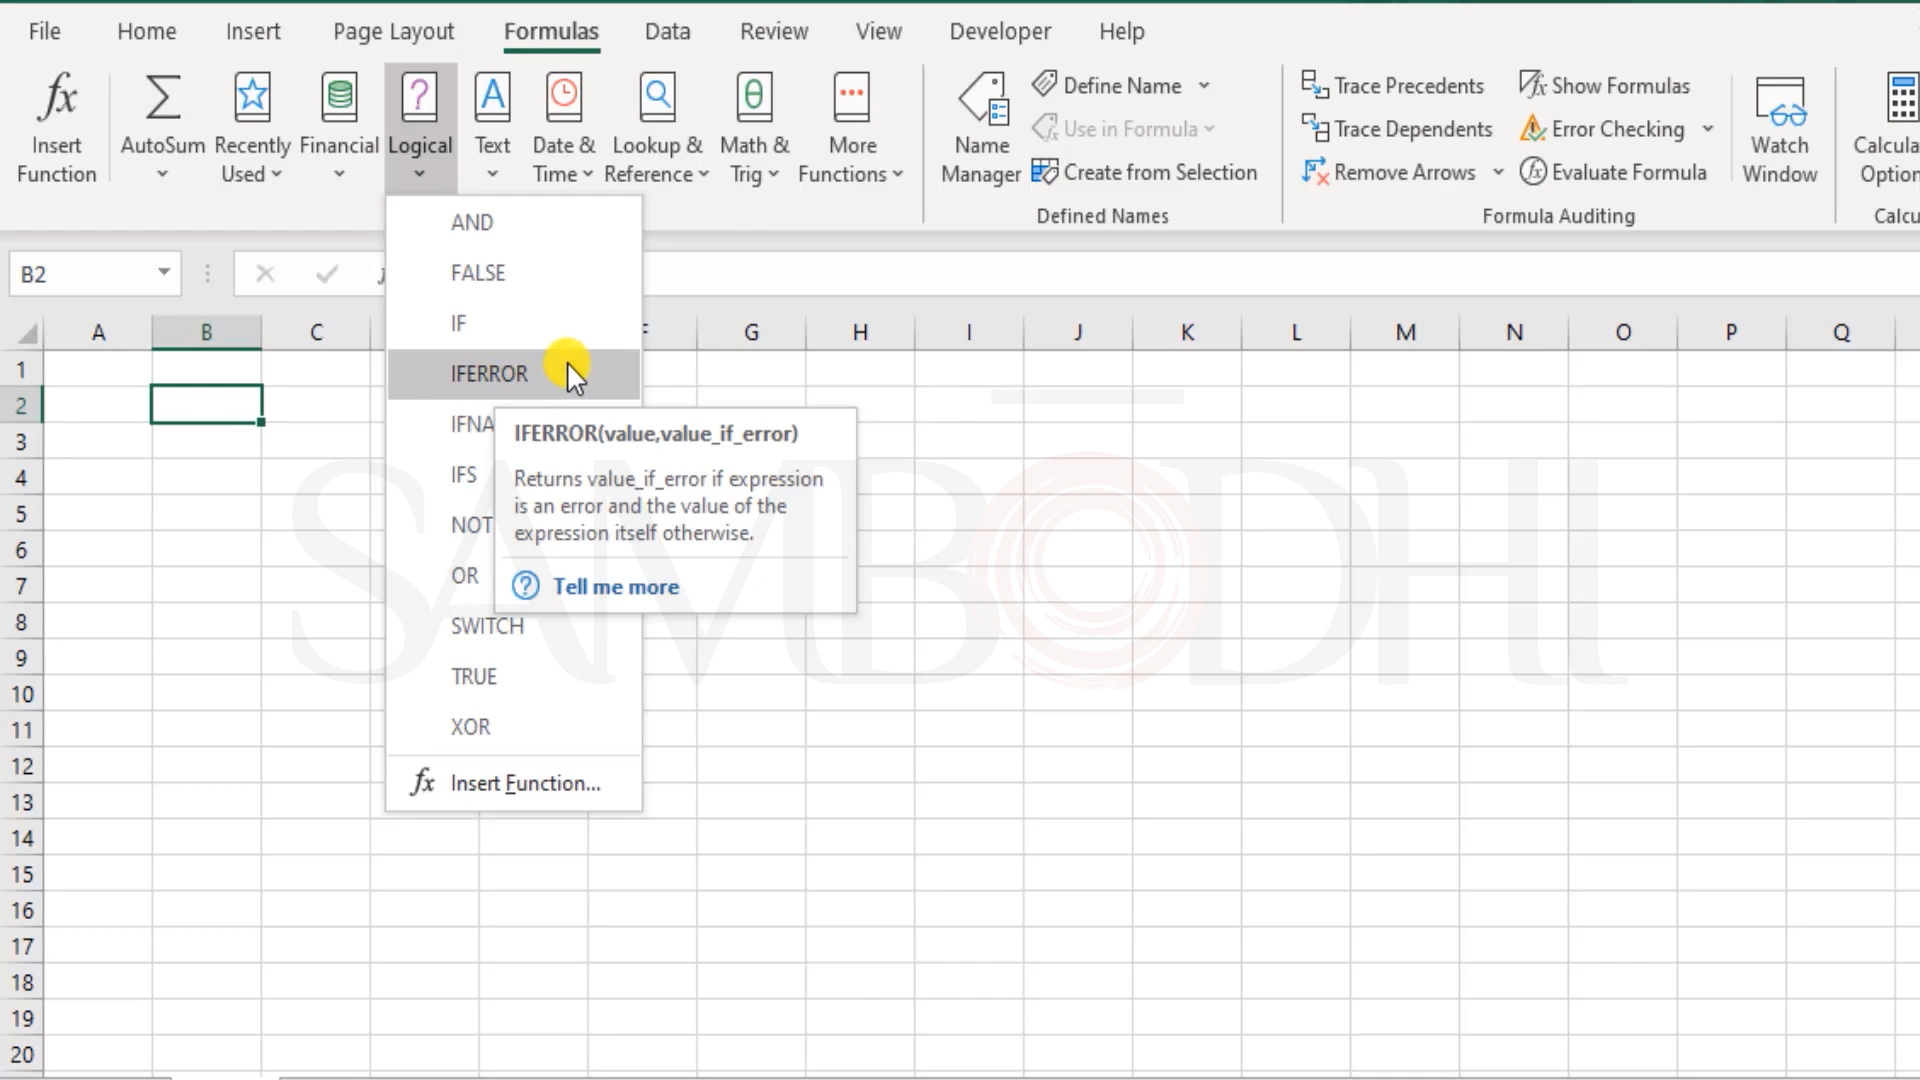 File Home Insert Page Layout Formulas Data Review View Developer Help
fx Insert Function
AutoSum
Recently Used
Financial
Logical
Text
Date & Time
Lookup & Reference
Math & Trig
More Functions
Name Manager
Define Name
Use in Formula
Create from Selection
Defined Names
Trace Precedents
Trace Dependents
Remove Arrows
Show Formulas
Error Checking
Evaluate Formula
Formula Auditing
Watch Window
B2
A B C F G H I J K L M N O P Q
1
2
3
4
5
6
7
8
9
10
11
12
13
14
15
16
17
18
19
20
AND
FALSE
IF
IFERROR
IFNA
IFS
NOT
OR
SWITCH
TRUE
XOR
fx Insert Function...
IFERROR(value,value_if_error)
Returns value_if_error if expression
is an error and the value of the
expression itself otherwise.
Tell me more
SAMBODHI